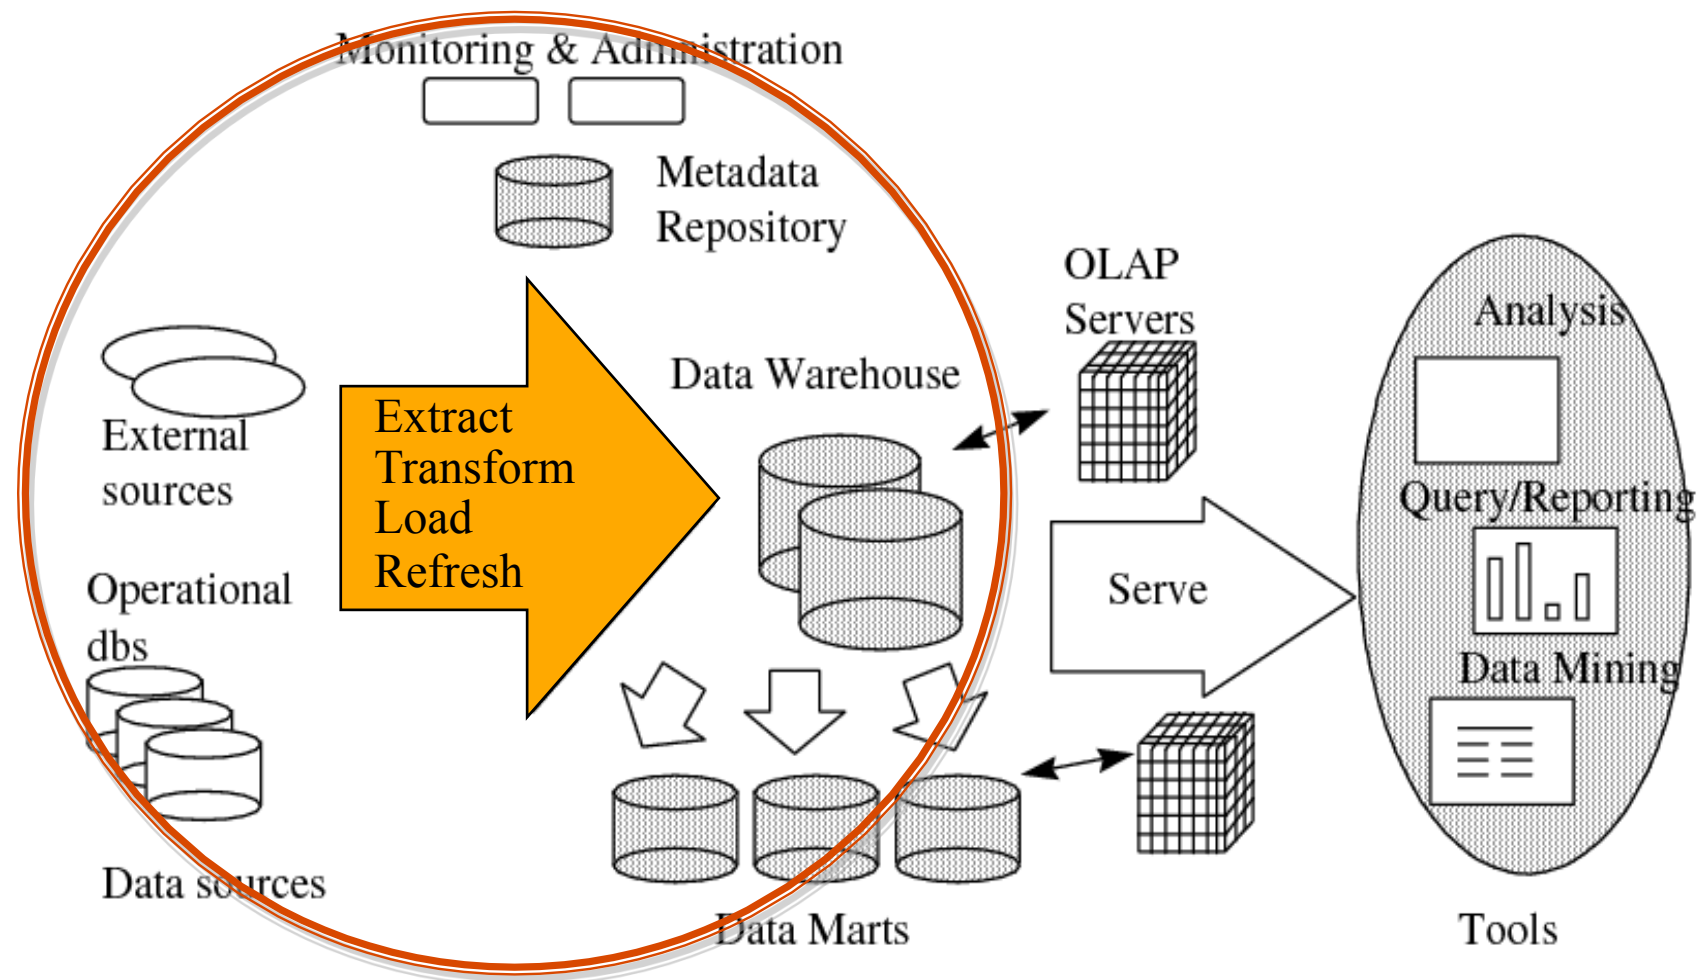 Monitoring & Administration
Metadata
Repository
OLAP
Servers
Analysis
Data Warehouse
External
sources
Extract
Transform
Load
Refresh
Query/Reporting
Operational
dbs
Serve
Data Mining
Data sources
Data Marts
Tools